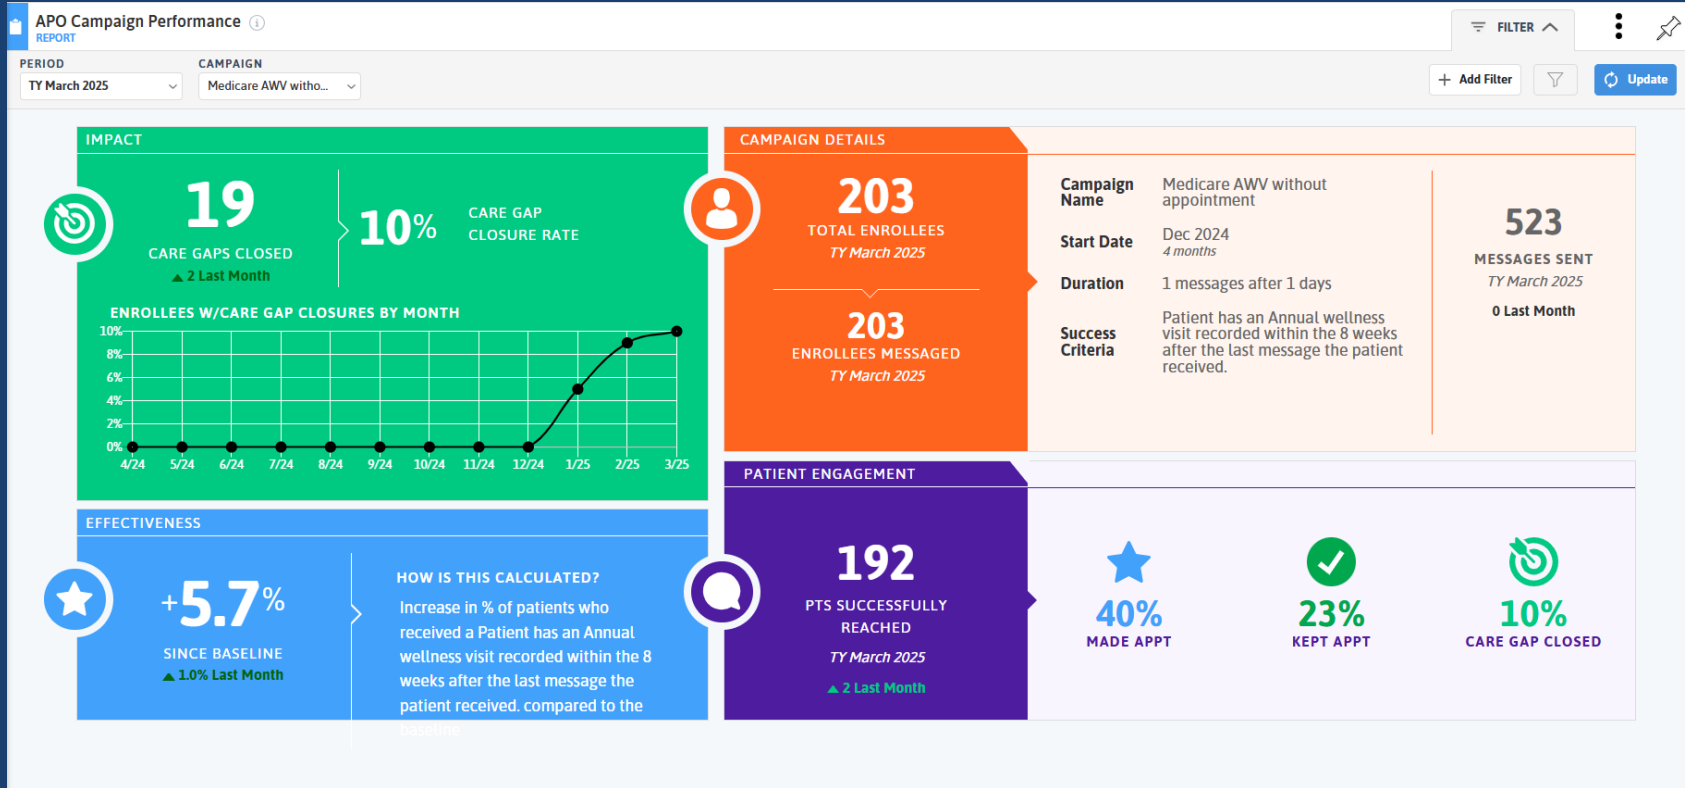 APO Campaign Performance
REPORT
FILTER
PERIOD
CAMPAIGN
TY March 2025
Medicare AWV witho...
Add Filter
Update
IMPACT
19
CARE GAPS CLOSED
2 Last Month
10%
CARE GAP
CLOSURE RATE
ENROLLEES W/CARE GAP CLOSURES BY MONTH
10%
8%
6%
4%
2%
0%
4/24 5/24 6/24 7/24 8/24 9/24 10/24 11/24 12/24 1/25 2/25 3/25
EFFECTIVENESS
+5.7%
SINCE BASELINE
1.0% Last Month
HOW IS THIS CALCULATED?
Increase in % of patients who
received a Patient has an Annual
wellness visit recorded within the 8
weeks after the last message the
patient received. compared to the
baseline
CAMPAIGN DETAILS
203
TOTAL ENROLLEES
TY March 2025
203
ENROLLEES MESSAGED
TY March 2025
Campaign
Name
Medicare AWV without
appointment
Start Date
Dec 2024
4 months
Duration
1 messages after 1 days
Success
Criteria
Patient has an Annual wellness
visit recorded within the 8 weeks
after the last message the patient
received.
523
MESSAGES SENT
TY March 2025
0 Last Month
PATIENT ENGAGEMENT
192
PTS SUCCESSFULLY
REACHED
TY March 2025
2 Last Month
40%
MADE APPT
23%
KEPT APPT
10%
CARE GAP CLOSED